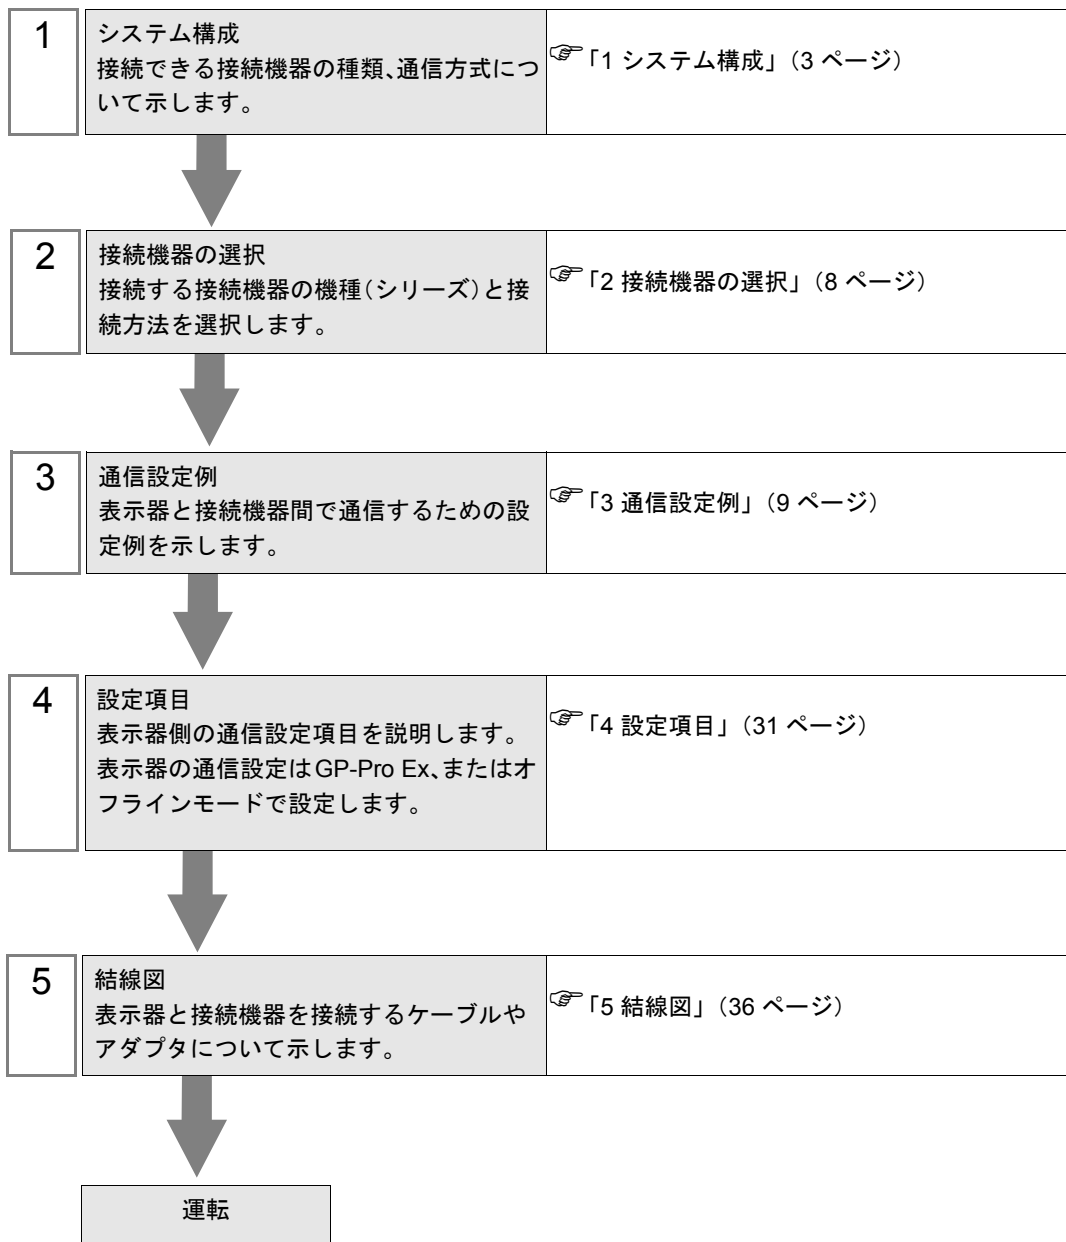 1
システム構成
接続できる接続機器の種類、通信方式につ
いて示します。
☞「1 システム構成」（3 ページ）
2
接続機器の選択
接続する接続機器の機種（シリーズ）と接
続方法を選択します。
☞「2 接続機器の選択」（8 ページ）
3
通信設定例
表示器と接続機器間で通信するための設
定例を示します。
☞「3 通信設定例」（9 ページ）
4
設定項目
表示器側の通信設定項目を説明します。
表示器の通信設定はGP-Pro Ex、またはオ
フラインモードで設定します。
☞「4 設定項目」（31 ページ）
5
結線図
表示器と接続機器を接続するケーブルや
アダプタについて示します。
☞「5 結線図」（36 ページ）
運転